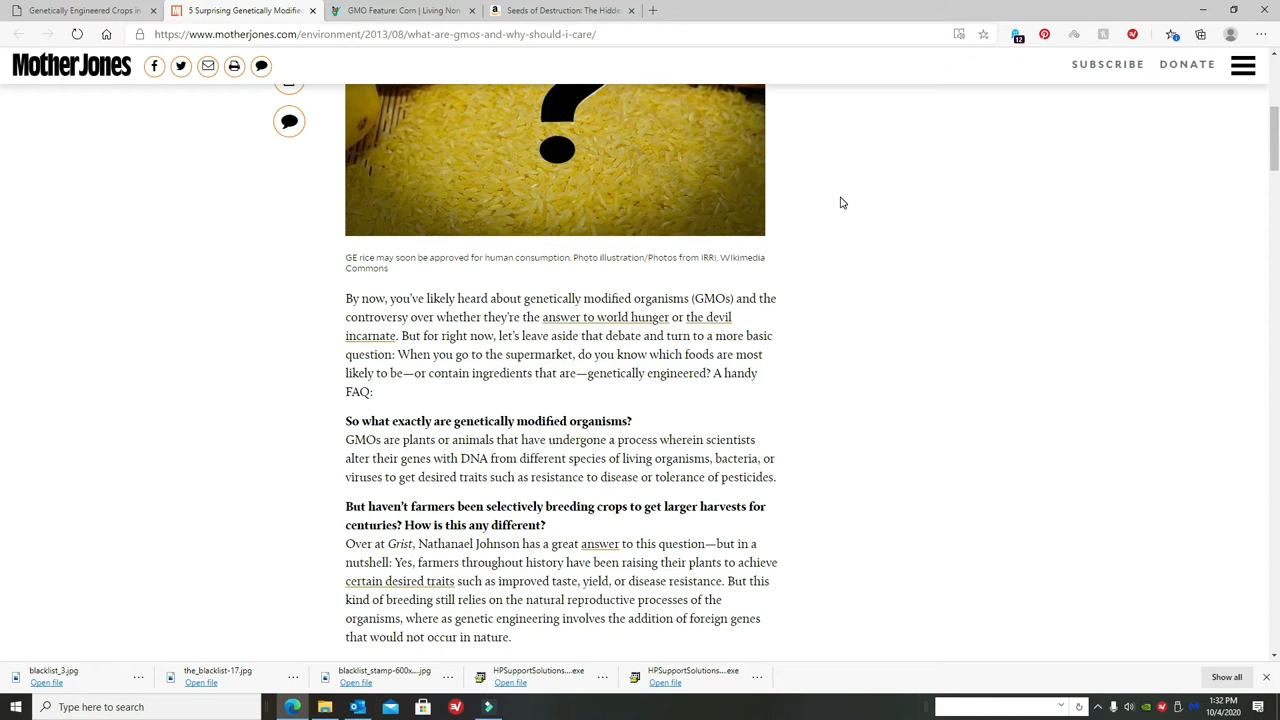 Genetically Engineered Crops in
5 Surprising Genetically Modifie
GMO Feature: Corn | Living Non
Seeds of Destruction: The Hidde
https://www.motherjones.com/environment/2013/08/what-are-gmos-and-why-should-i-care/
12
Mother Jones
SUBSCRIBE
DONATE
?
GE rice may soon be approved for human consumption. Photo illustration/Photos from IRRI, WIkimedia
Commons
By now, you've likely heard about genetically modified organisms (GMOs) and the
controversy over whether they're the answer to world hunger or the devil
incarnate. But for right now, let's leave aside that debate and turn to a more basic
question: When you go to the supermarket, do you know which foods are most
likely to be—or contain ingredients that are—genetically engineered? A handy
FAQ:
So what exactly are genetically modified organisms?
GMOs are plants or animals that have undergone a process wherein scientists
alter their genes with DNA from different species of living organisms, bacteria, or
viruses to get desired traits such as resistance to disease or tolerance of pesticides.
But haven't farmers been selectively breeding crops to get larger harvests for
centuries? How is this any different?
Over at Grist, Nathanael Johnson has a great answer to this question—but in a
nutshell: Yes, farmers throughout history have been raising their plants to achieve
certain desired traits such as improved taste, yield, or disease resistance. But this
kind of breeding still relies on the natural reproductive processes of the
organisms, where as genetic engineering involves the addition of foreign genes
that would not occur in nature.
blacklist_3.jpg
Open file
the_blacklist-17.jpg
Open file
blacklist_stamp-600x....jpg
Open file
HPSupportSolutions....exe
Open file
HPSupportSolutions....exe
Open file
Show all
Type here to search
1:32 PM
10/4/2020